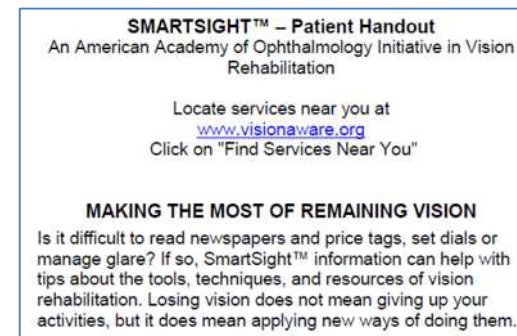 SMARTSIGHT™ – Patient Handout
An American Academy of Ophthalmology Initiative in Vision
Rehabilitation
Locate services near you at
www.visionaware.org
Click on "Find Services Near You"
MAKING THE MOST OF REMAINING VISION
Is it difficult to read newspapers and price tags, set dials or
manage glare? If so, SmartSight™ information can help with
tips about the tools, techniques, and resources of vision
rehabilitation. Losing vision does not mean giving up your
activities, but it does mean applying new ways of doing them.